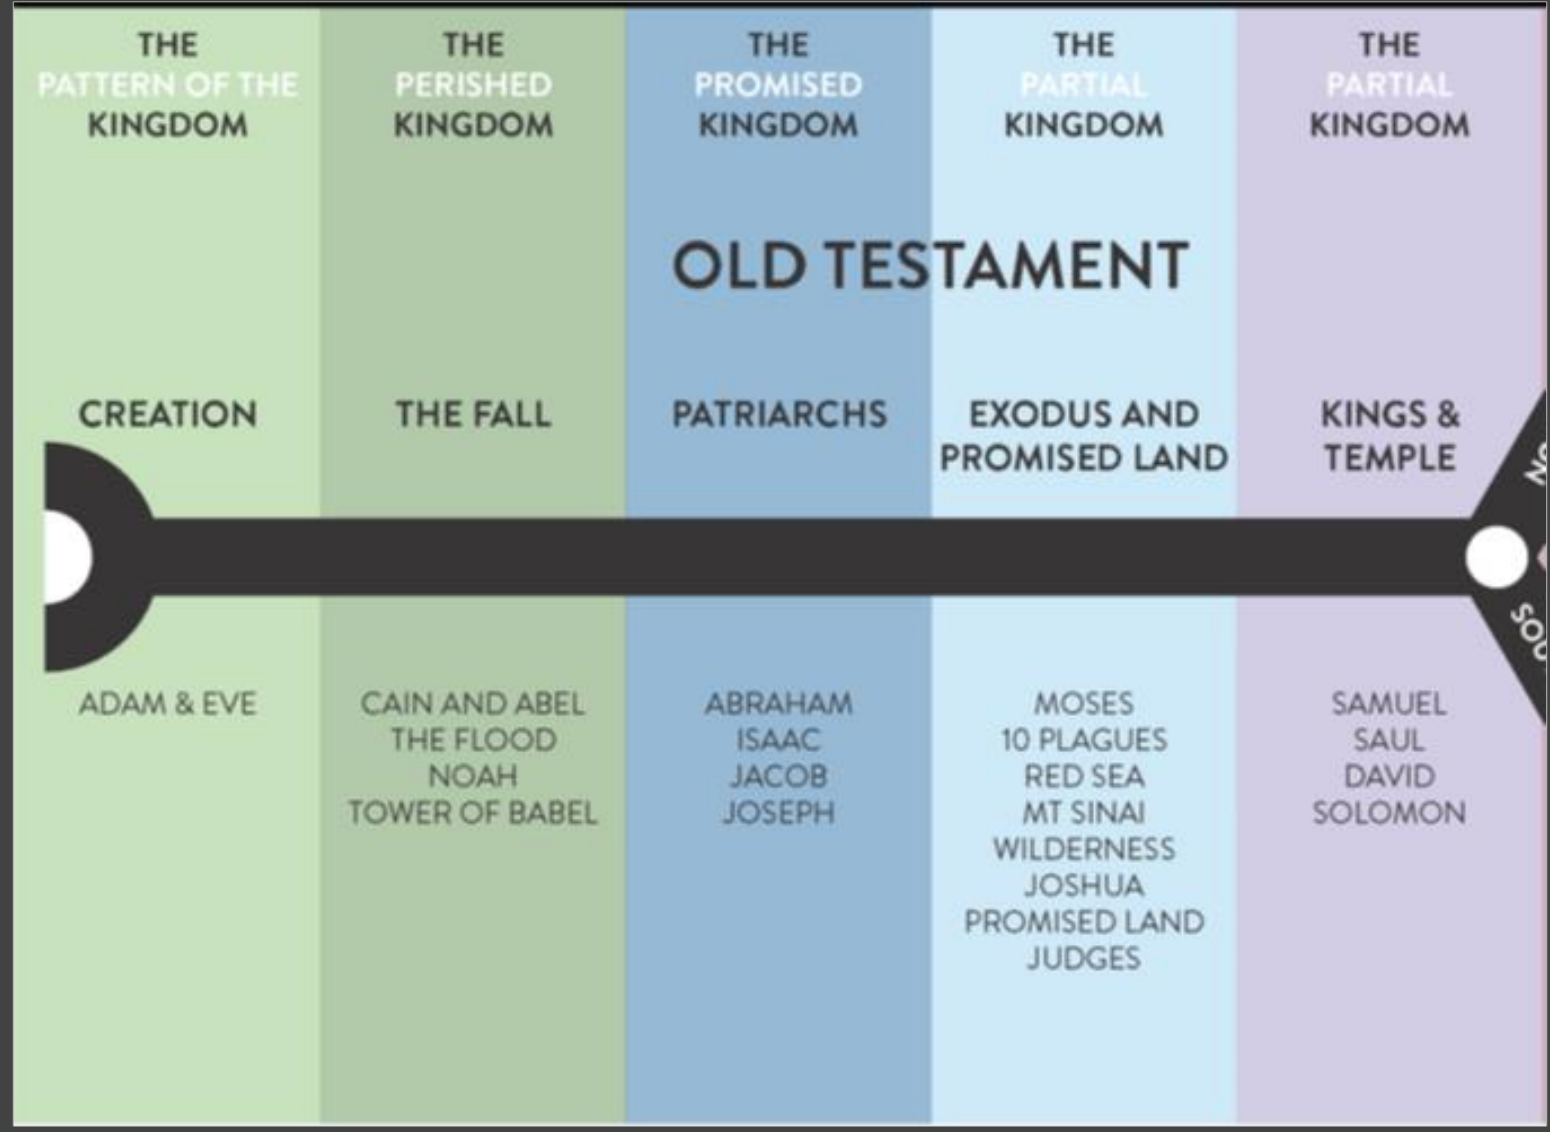 THE
PATTERN OF THE
KINGDOM
THE
PERISHED
KINGDOM
THE
PROMISED
KINGDOM
THE
PARTIAL
KINGDOM
THE
PARTIAL
KINGDOM
OLD TESTAMENT
CREATION
THE FALL
PATRIARCHS
EXODUS AND
PROMISED LAND
KINGS &
TEMPLE
ADAM & EVE
CAIN AND ABEL
THE FLOOD
NOAH
TOWER OF BABEL
ABRAHAM
ISAAC
JACOB
JOSEPH
MOSES
10 PLAGUES
RED SEA
MT SINAI
WILDERNESS
JOSHUA
PROMISED LAND
JUDGES
SAMUEL
SAUL
DAVID
SOLOMON